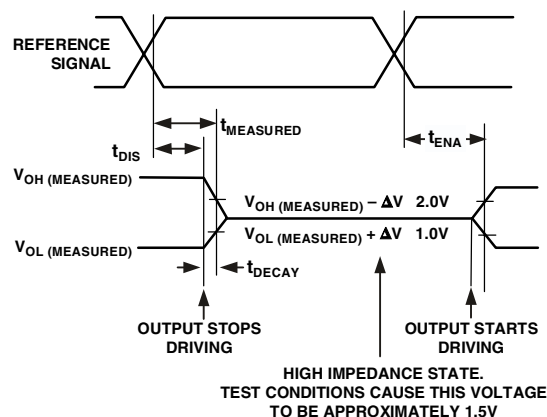 REFERENCE
SIGNAL
tMEASURED
tDIS
tENA
VOH (MEASURED)
VOH (MEASURED) – ΔV 2.0V
VOL (MEASURED) + ΔV 1.0V
VOL (MEASURED)
tDECAY
OUTPUT STOPS
DRIVING
OUTPUT STARTS
DRIVING
HIGH IMPEDANCE STATE.
TEST CONDITIONS CAUSE THIS VOLTAGE
TO BE APPROXIMATELY 1.5V